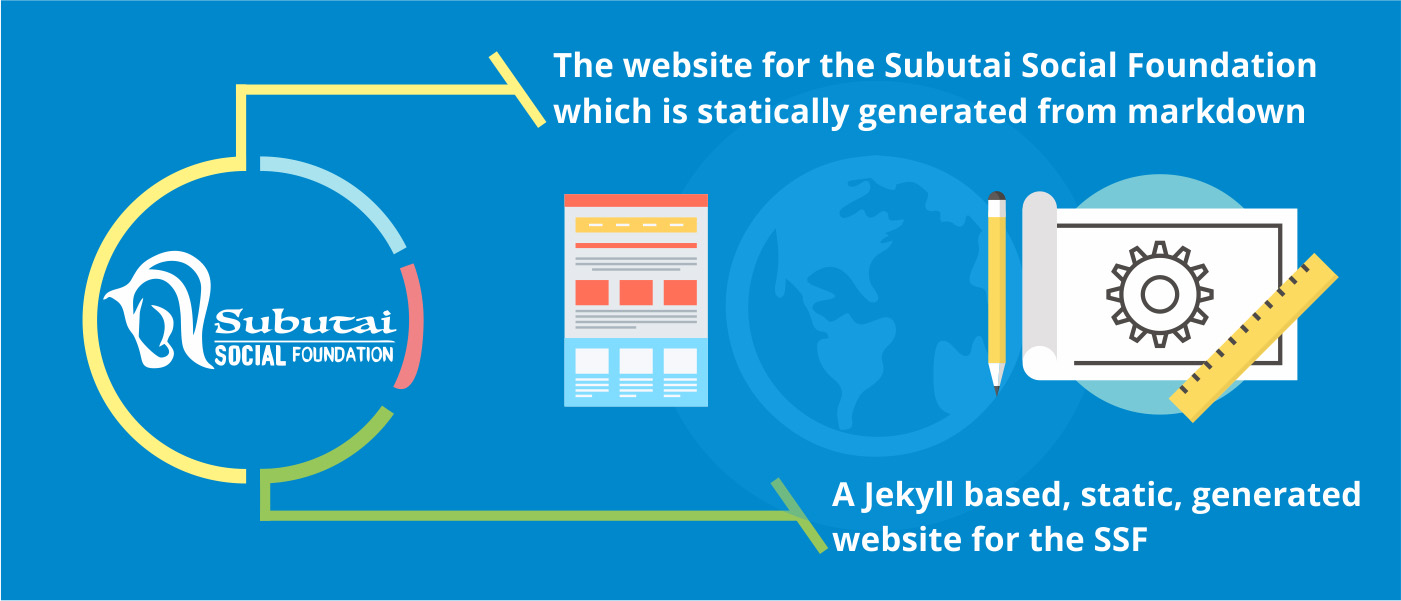 The website for the Subutai Social Foundation
which is statically generated from markdown
Subutai
SOCIAL FOUNDATION
A Jekyll based, static, generated
website for the SSF